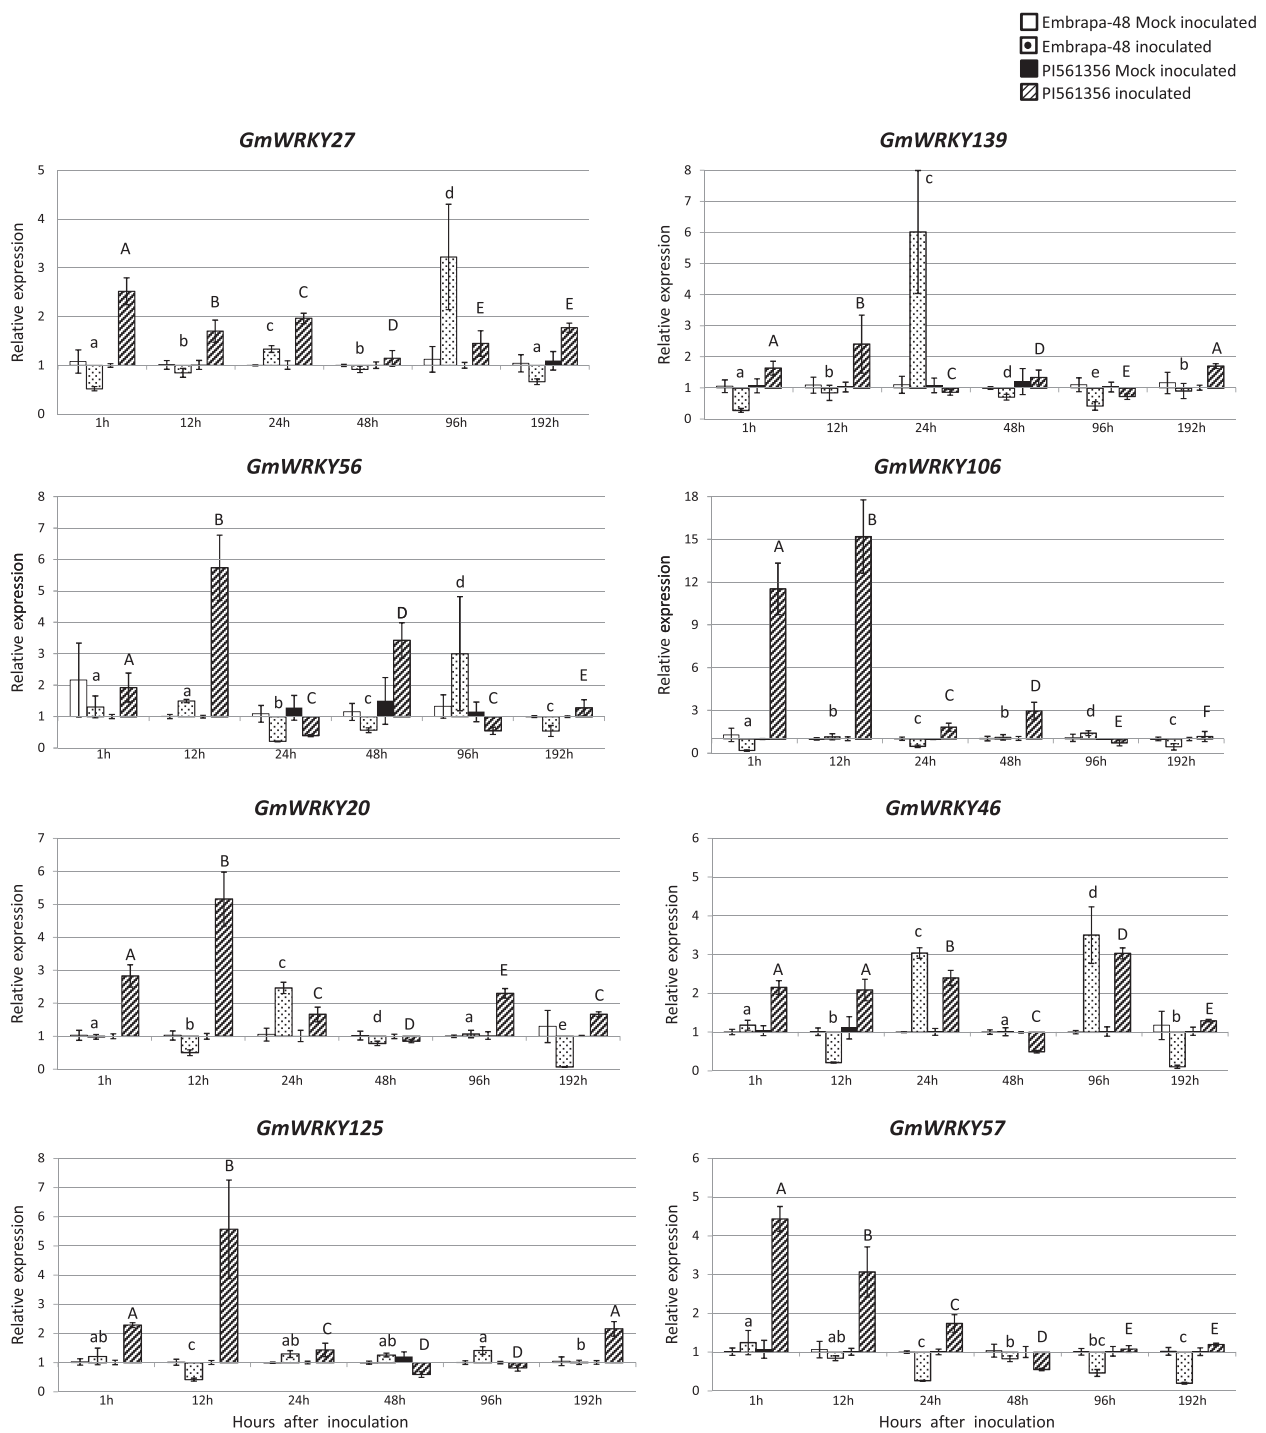 Embrapa-48 Mock inoculated
Embrapa-48 inoculated
PI561356 Mock inoculated
PI561356 inoculated
GmWRKY27
Relative expression
5
4
3
2
1
0
a A b B c C b D d E a E
1h 12h 24h 48h 96h 192h
GmWRKY139
Relative expression
8
7
6
5
4
3
2
1
0
a A b B c C d D e E b A
1h 12h 24h 48h 96h 192h
GmWRKY56
Relative expression
8
7
6
5
4
3
2
1
0
a A a B b C c D d C c E
1h 12h 24h 48h 96h 192h
GmWRKY106
Relative expression
18
15
12
9
6
3
0
a A b B c C b D d E c F
1h 12h 24h 48h 96h 192h
GmWRKY20
Relative expression
7
6
5
4
3
2
1
0
a A b B c C d D a E e C
1h 12h 24h 48h 96h 192h
GmWRKY46
Relative expression
6
5
4
3
2
1
0
a A b A c B a C d D b E
1h 12h 24h 48h 96h 192h
GmWRKY125
Relative expression
8
7
6
5
4
3
2
1
0
ab A c B ab C ab D a D b A
1h 12h 24h 48h 96h 192h
Hours after inoculation
GmWRKY57
Relative expression
6
5
4
3
2
1
0
a A ab B c C b D bc E c E
1h 12h 24h 48h 96h 192h
Hours after inoculation